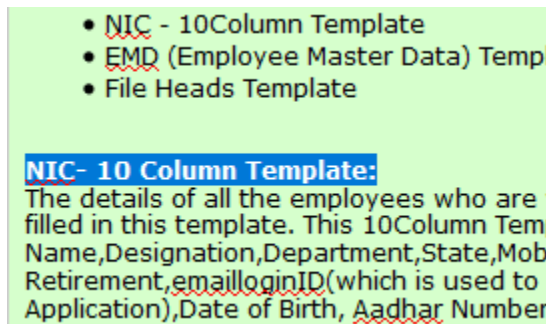 • NIC - 10Column Template
• EMD (Employee Master Data) Templ
• File Heads Template
NIC- 10 Column Template:
The details of all the employees who are
filled in this template. This 10Column Tem
Name,Designation,Department,State,Mob
Retirement,emailloginID(which is used to
Application),Date of Birth, Aadhar Number